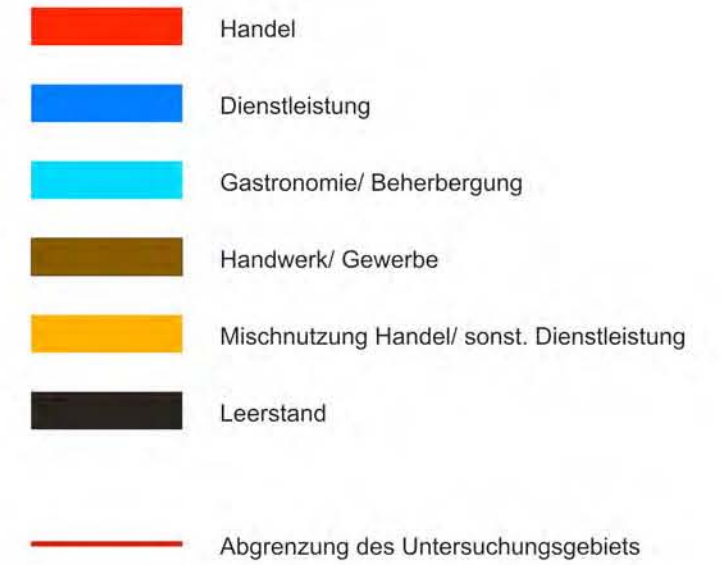 Handel
Dienstleistung
Gastronomie/ Beherbergung
Handwerk/ Gewerbe
Mischnutzung Handel/ sonst. Dienstleistung
Leerstand
Abgrenzung des Untersuchungsgebiets